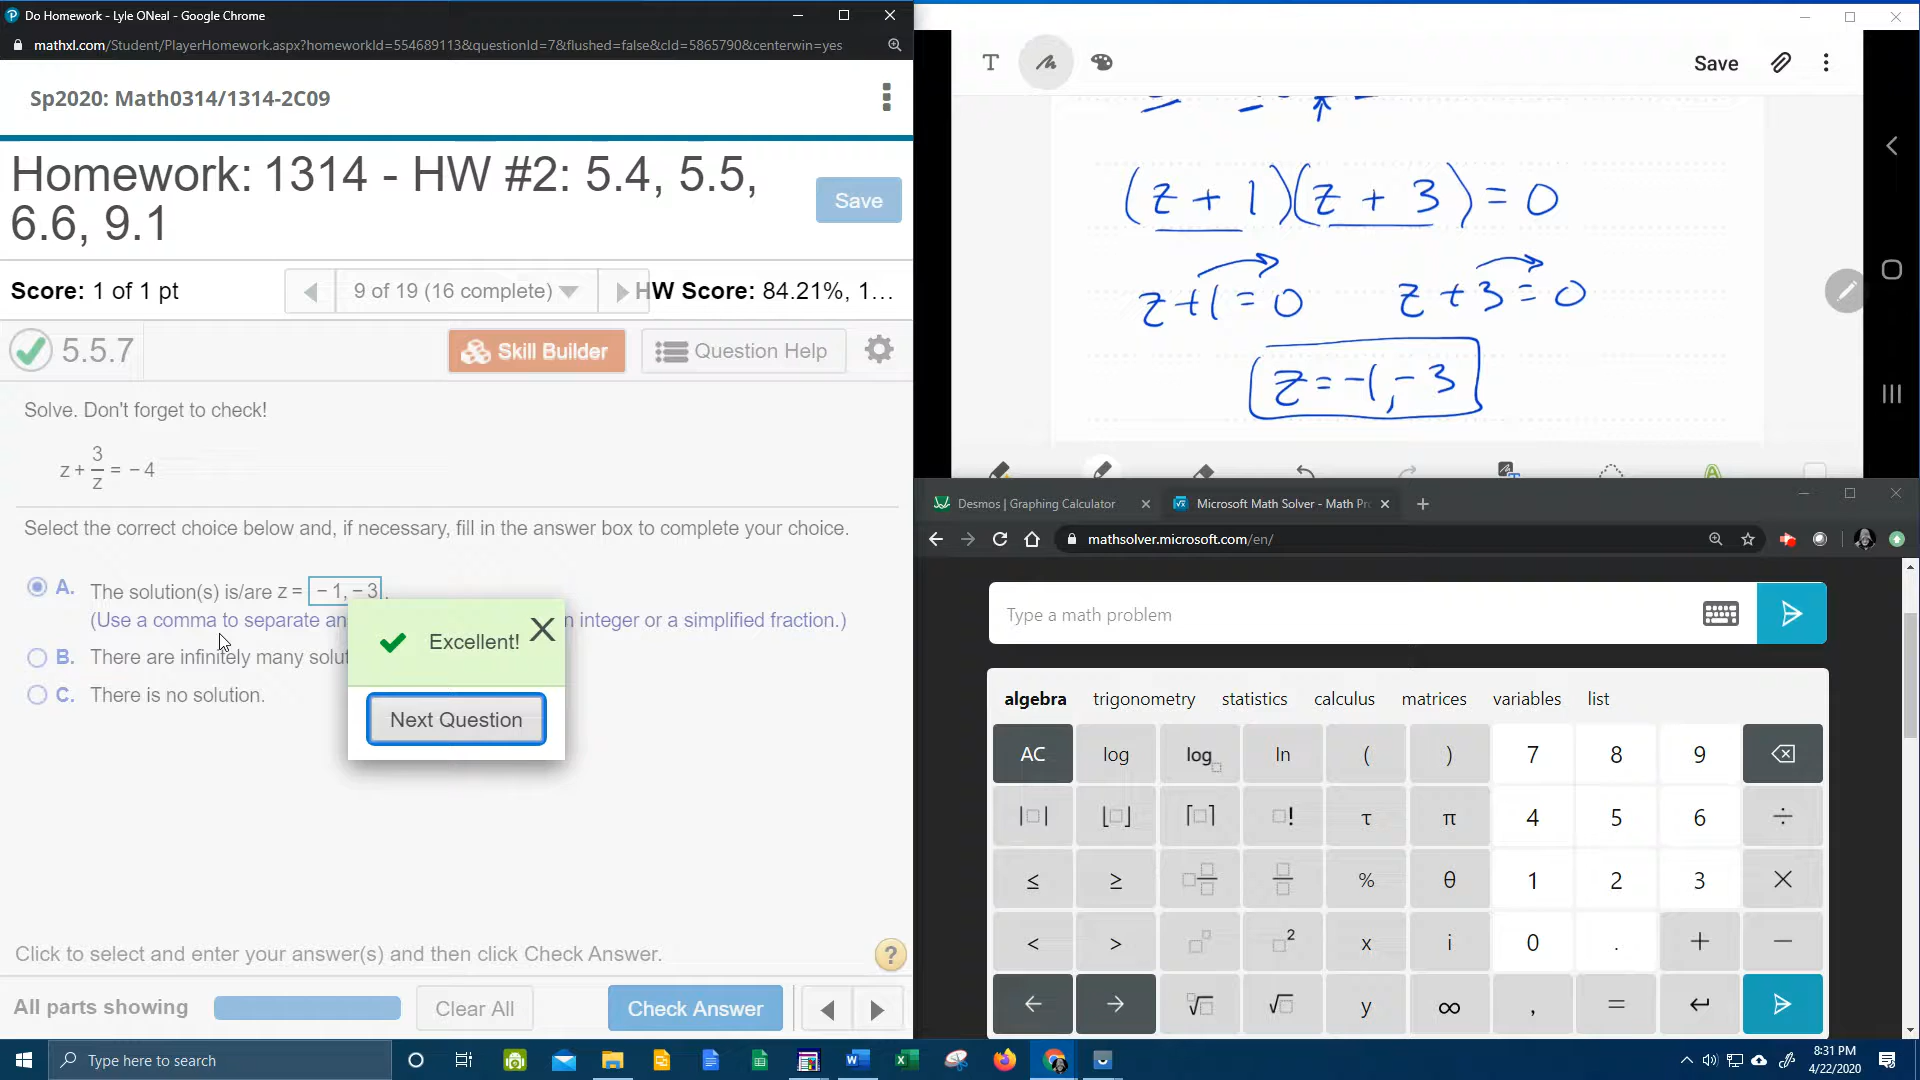 Do Homework - Lyle ONeal - Google Chrome
mathxl.com/Student/PlayerHomework.aspx?homeworkId=554689113&questionId=7&flushed=false&cId=5865790&centerwin=yes
Sp2020: Math0314/1314-2C09
Homework: 1314 - HW #2: 5.4, 5.5,
6.6, 9.1
Save
Score: 1 of 1 pt
9 of 19 (16 complete)
HW Score: 84.21%, 1...
5.5.7
Skill Builder
Question Help
Solve. Don't forget to check!
z + 3/z = - 4
Select the correct choice below and, if necessary, fill in the answer box to complete your choice.
A. The solution(s) is/are z = - 1, - 3 .
(Use a comma to separate an
n integer or a simplified fraction.)
B. There are infinitely many solut
C. There is no solution.
Excellent!
Next Question
Click to select and enter your answer(s) and then click Check Answer.
?
All parts showing
Clear All
Check Answer
T
Save
(z + 1)(z + 3) = 0
z + 1 = 0 z + 3 = 0
z = -1, -3
Desmos | Graphing Calculator
Microsoft Math Solver - Math Pr
mathsolver.microsoft.com/en/
Type a math problem
algebra trigonometry statistics calculus matrices variables list
AC log log ln ( ) 7 8 9
|□| ⌊□⌋ ⌈□⌉ □! τ π 4 5 6 ÷
≤ ≥ □□/□ □/□ % θ 1 2 3 ×
< > □□ □2 x i 0 . + −
← → □√□ √□ y ∞ , = ↵
Type here to search
8:31 PM
4/22/2020